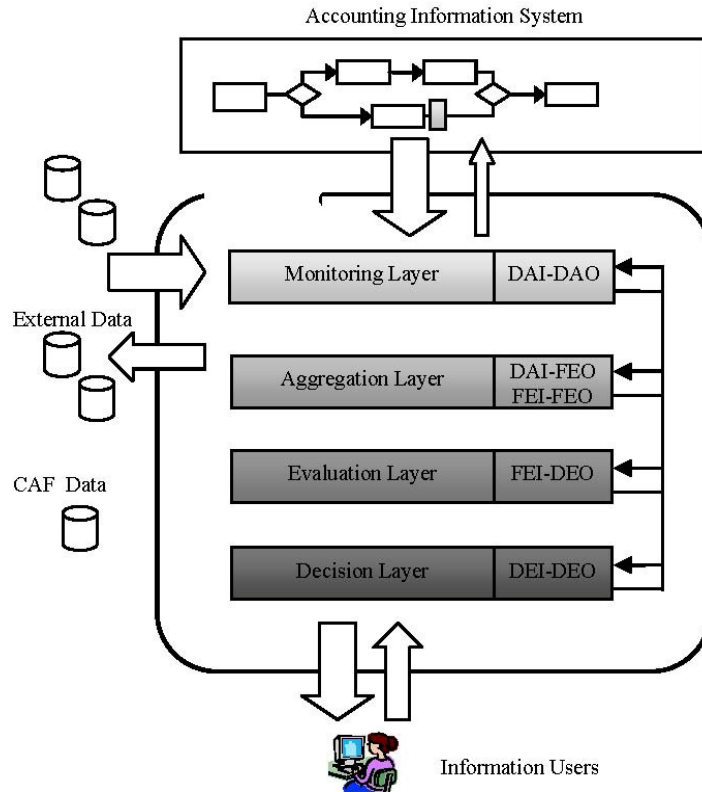 Accounting Information System
Monitoring Layer DAI-DAO
External Data
Aggregation Layer DAI-FEO
FEI-FEO
Evaluation Layer FEI-DEO
CAF Data
Decision Layer DEI-DEO
Information Users